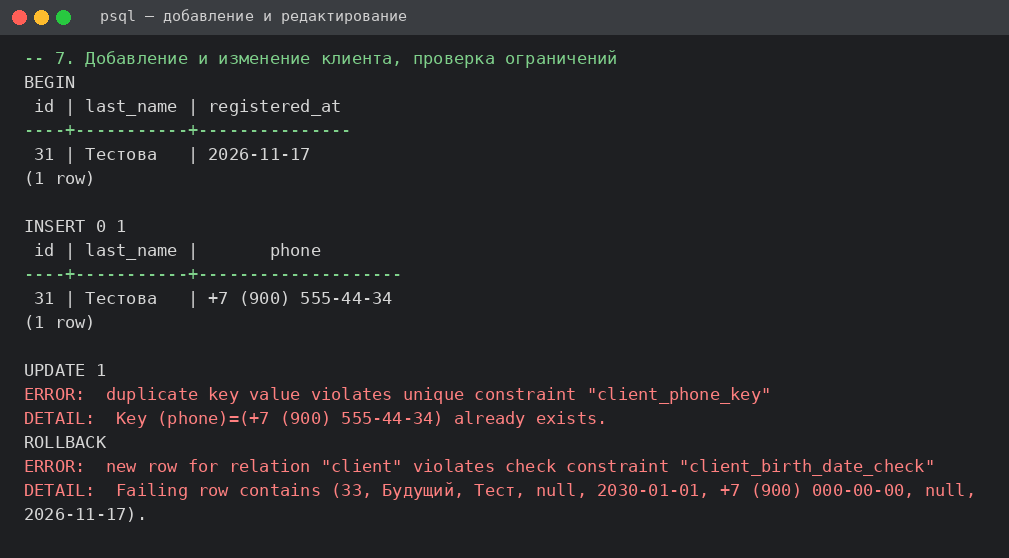 psql — добавление и редактирование
-- 7. Добавление и изменение клиента, проверка ограничений
BEGIN
 id | last_name | registered_at
----+-----------+---------------
 31 | Тестова   | 2026-11-17
(1 row)

INSERT 0 1
 id | last_name |       phone
----+-----------+--------------------
 31 | Тестова   | +7 (900) 555-44-34
(1 row)

UPDATE 1
ERROR:  duplicate key value violates unique constraint "client_phone_key"
DETAIL:  Key (phone)=(+7 (900) 555-44-34) already exists.
ROLLBACK
ERROR:  new row for relation "client" violates check constraint "client_birth_date_check"
DETAIL:  Failing row contains (33, Будущий, Тест, null, 2030-01-01, +7 (900) 000-00-00, null,
2026-11-17).